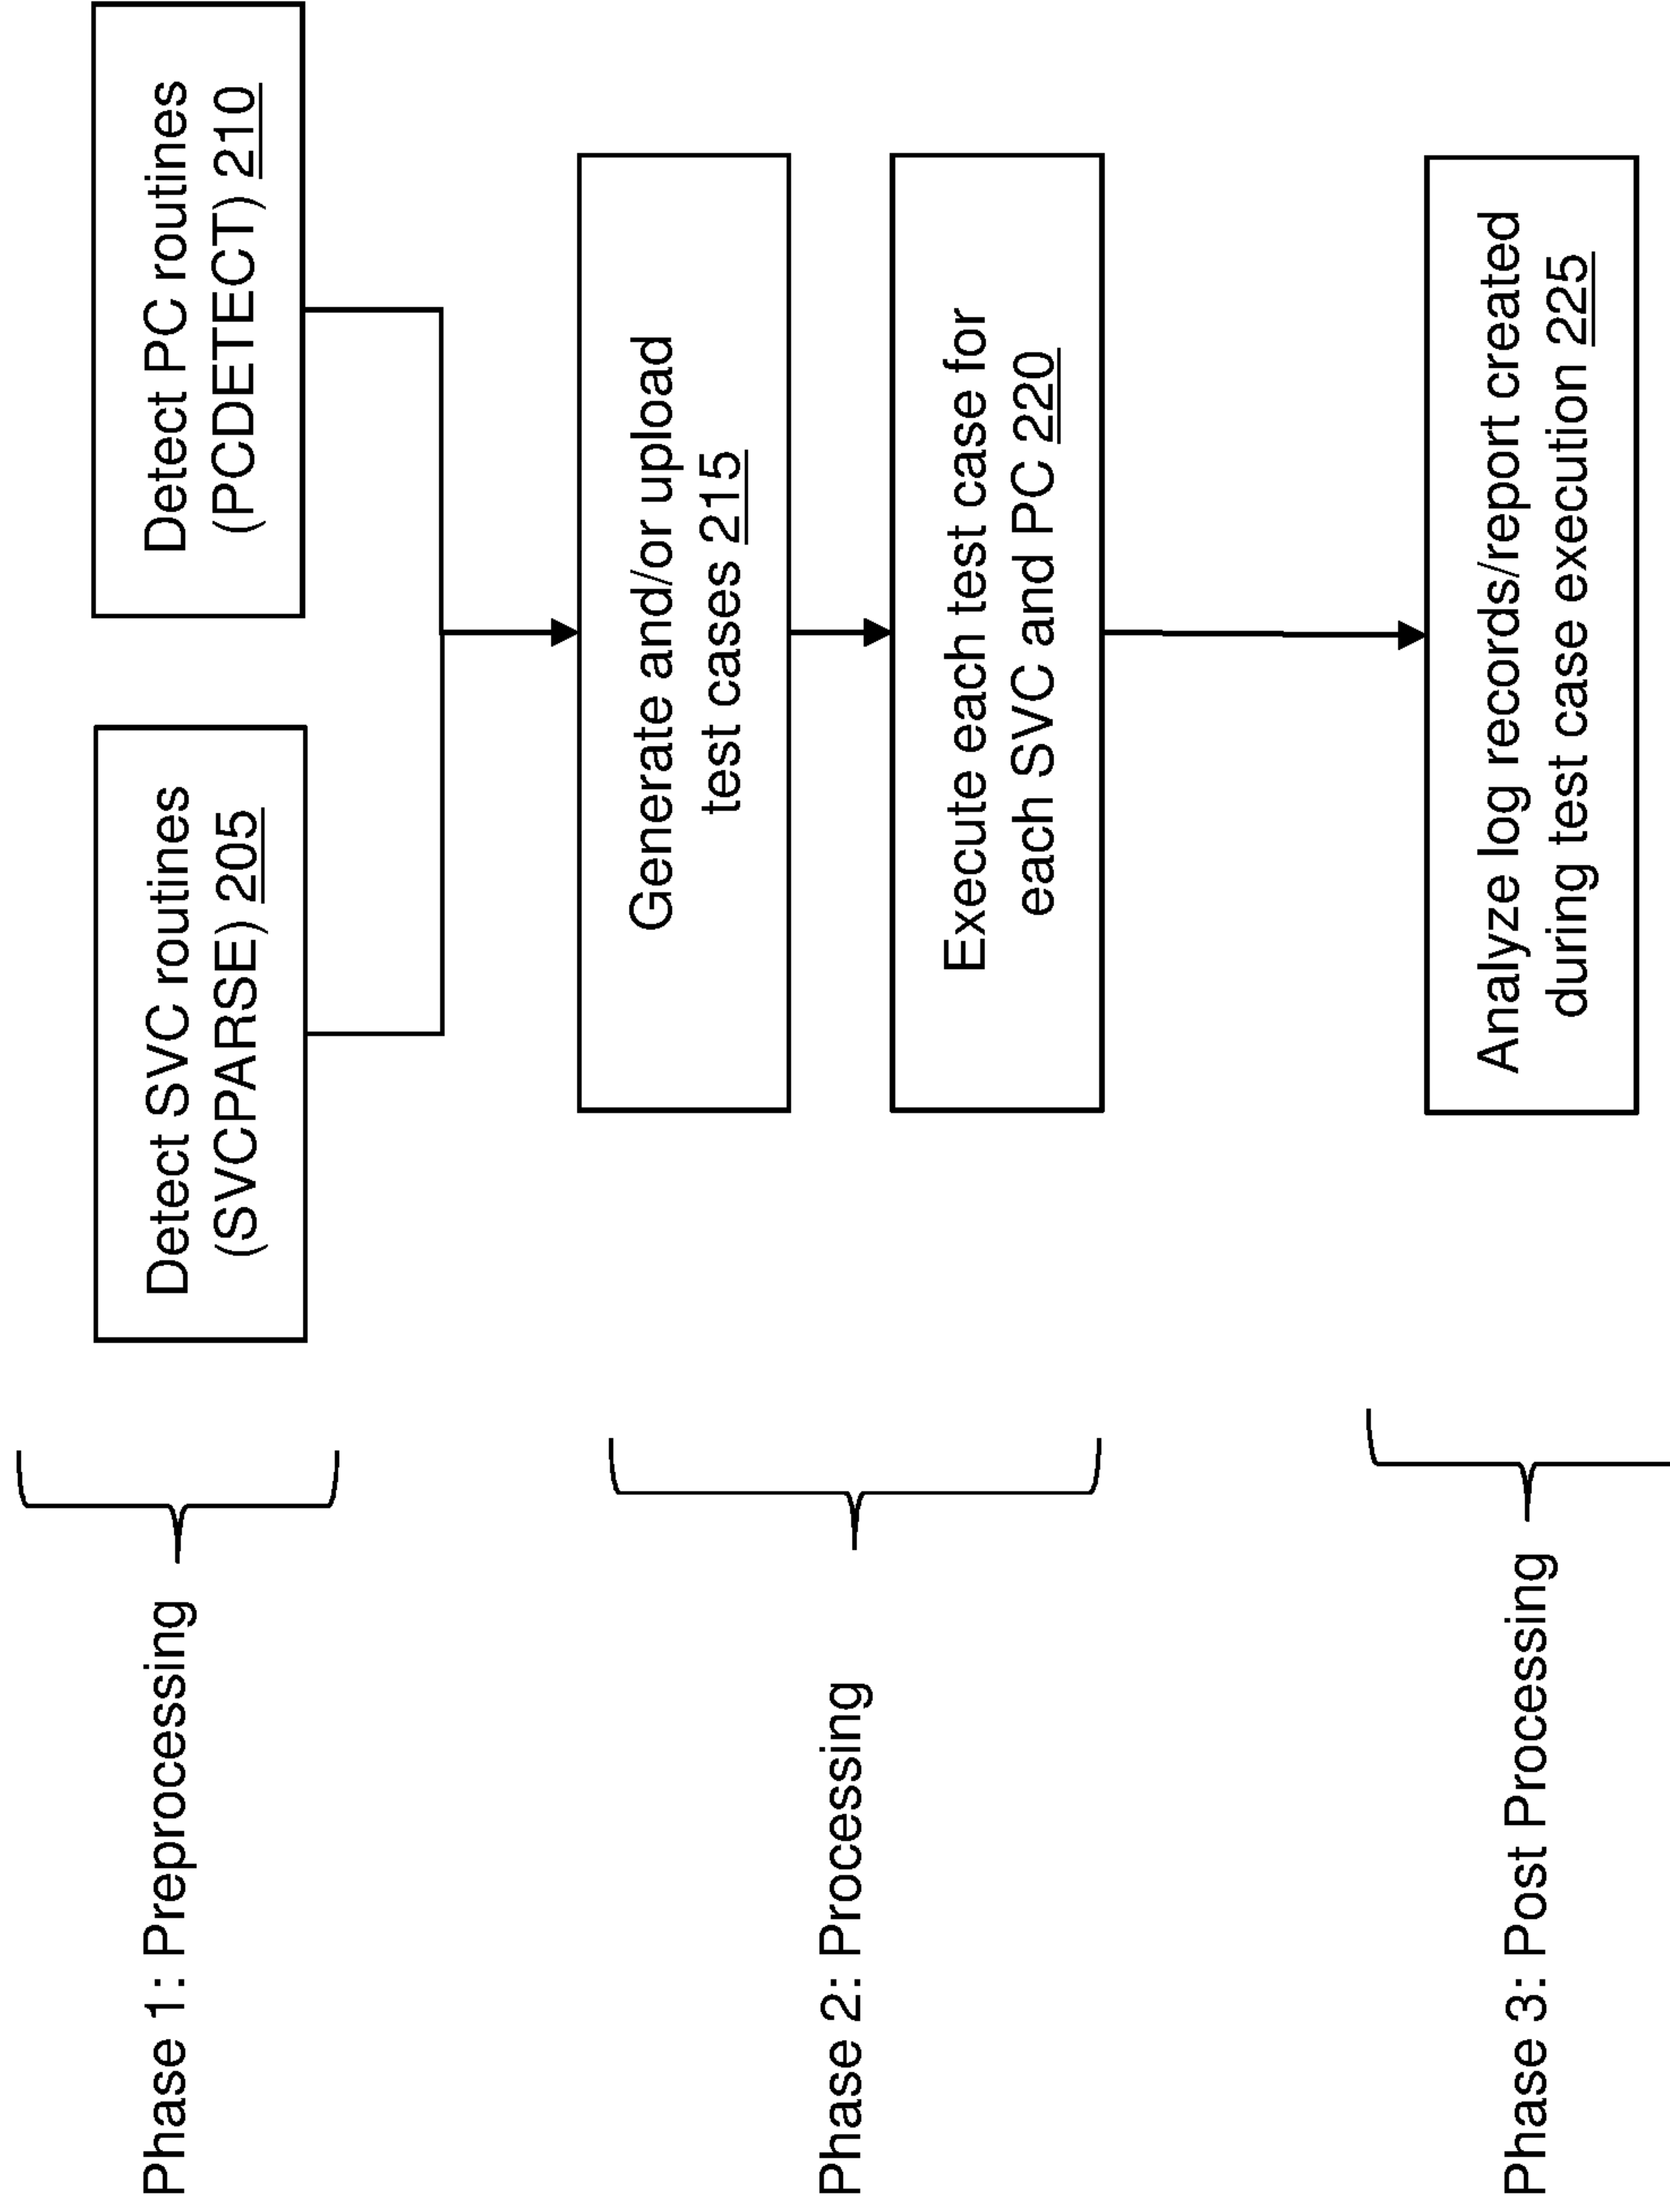 Phase 1: Preprocessing
Detect SVC routines
(SVCPARSE) 205
Detect PC routines
(PCDETECT) 210
Phase 2: Processing
Generate and/or upload
test cases 215
Execute each test case for
each SVC and PC 220
Phase 3: Post Processing
Analyze log records/report created
during test case execution 225